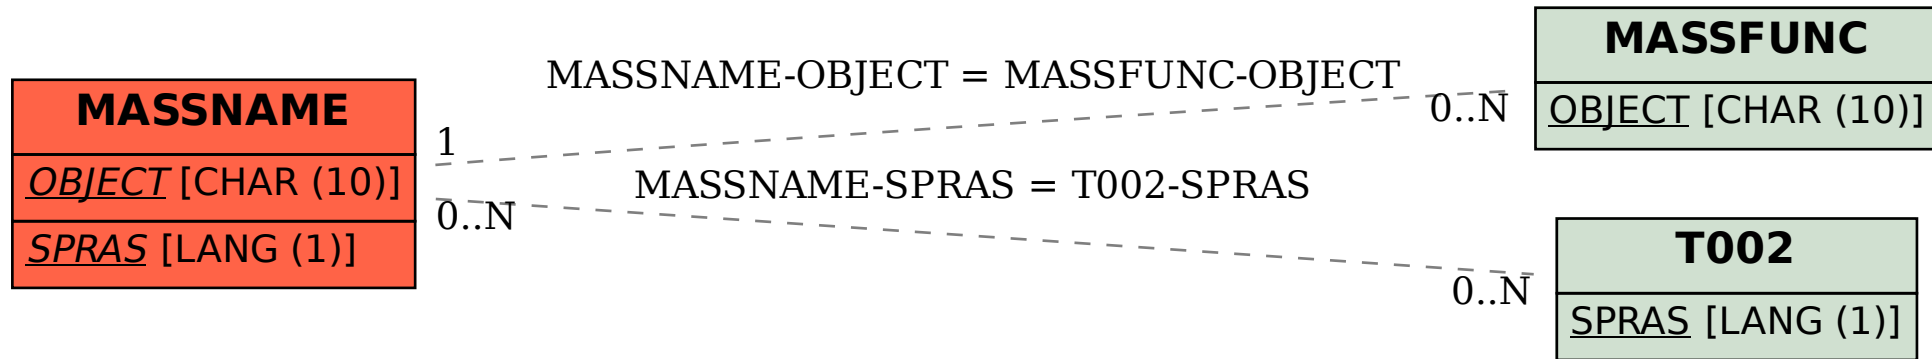 MASSNAME
OBJECT [CHAR (10)]
SPRAS [LANG (1)]
MASSNAME-OBJECT = MASSFUNC-OBJECT
1
0..N
MASSNAME-SPRAS = T002-SPRAS
0..N
0..N
MASSFUNC
OBJECT [CHAR (10)]
T002
SPRAS [LANG (1)]